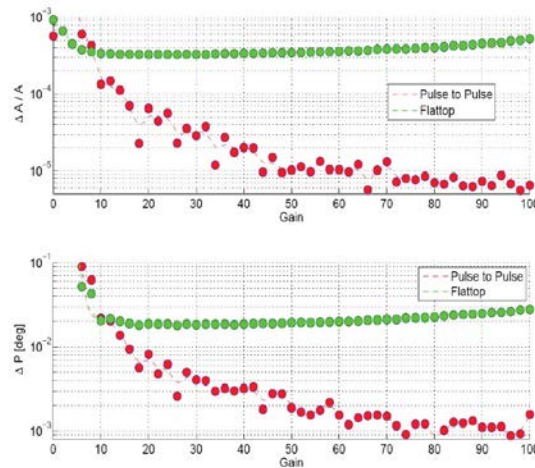 10⁻³
10⁻⁴
10⁻⁵
Δ A / A
Pulse to Pulse
Flattop
0 10 20 30 40 50 60 70 80 90 100
Gain
10⁻¹
10⁻²
10⁻³
Δ P [deg]
Pulse to Pulse
Flattop
0 10 20 30 40 50 60 70 80 90 100
Gain